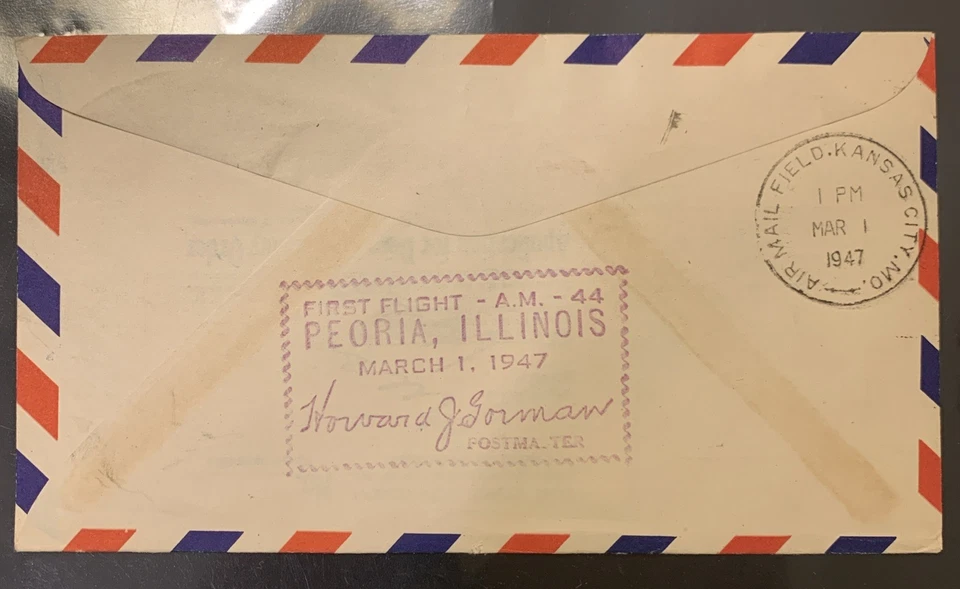 FIRST FLIGHT - A.M. - 44
PEORIA, ILLINOIS
MARCH 1, 1947
Howard J Gorman
POSTMA TER
AIR MAIL FIELD. KANSAS CITY. MO.
1 PM
MAR 1
1947